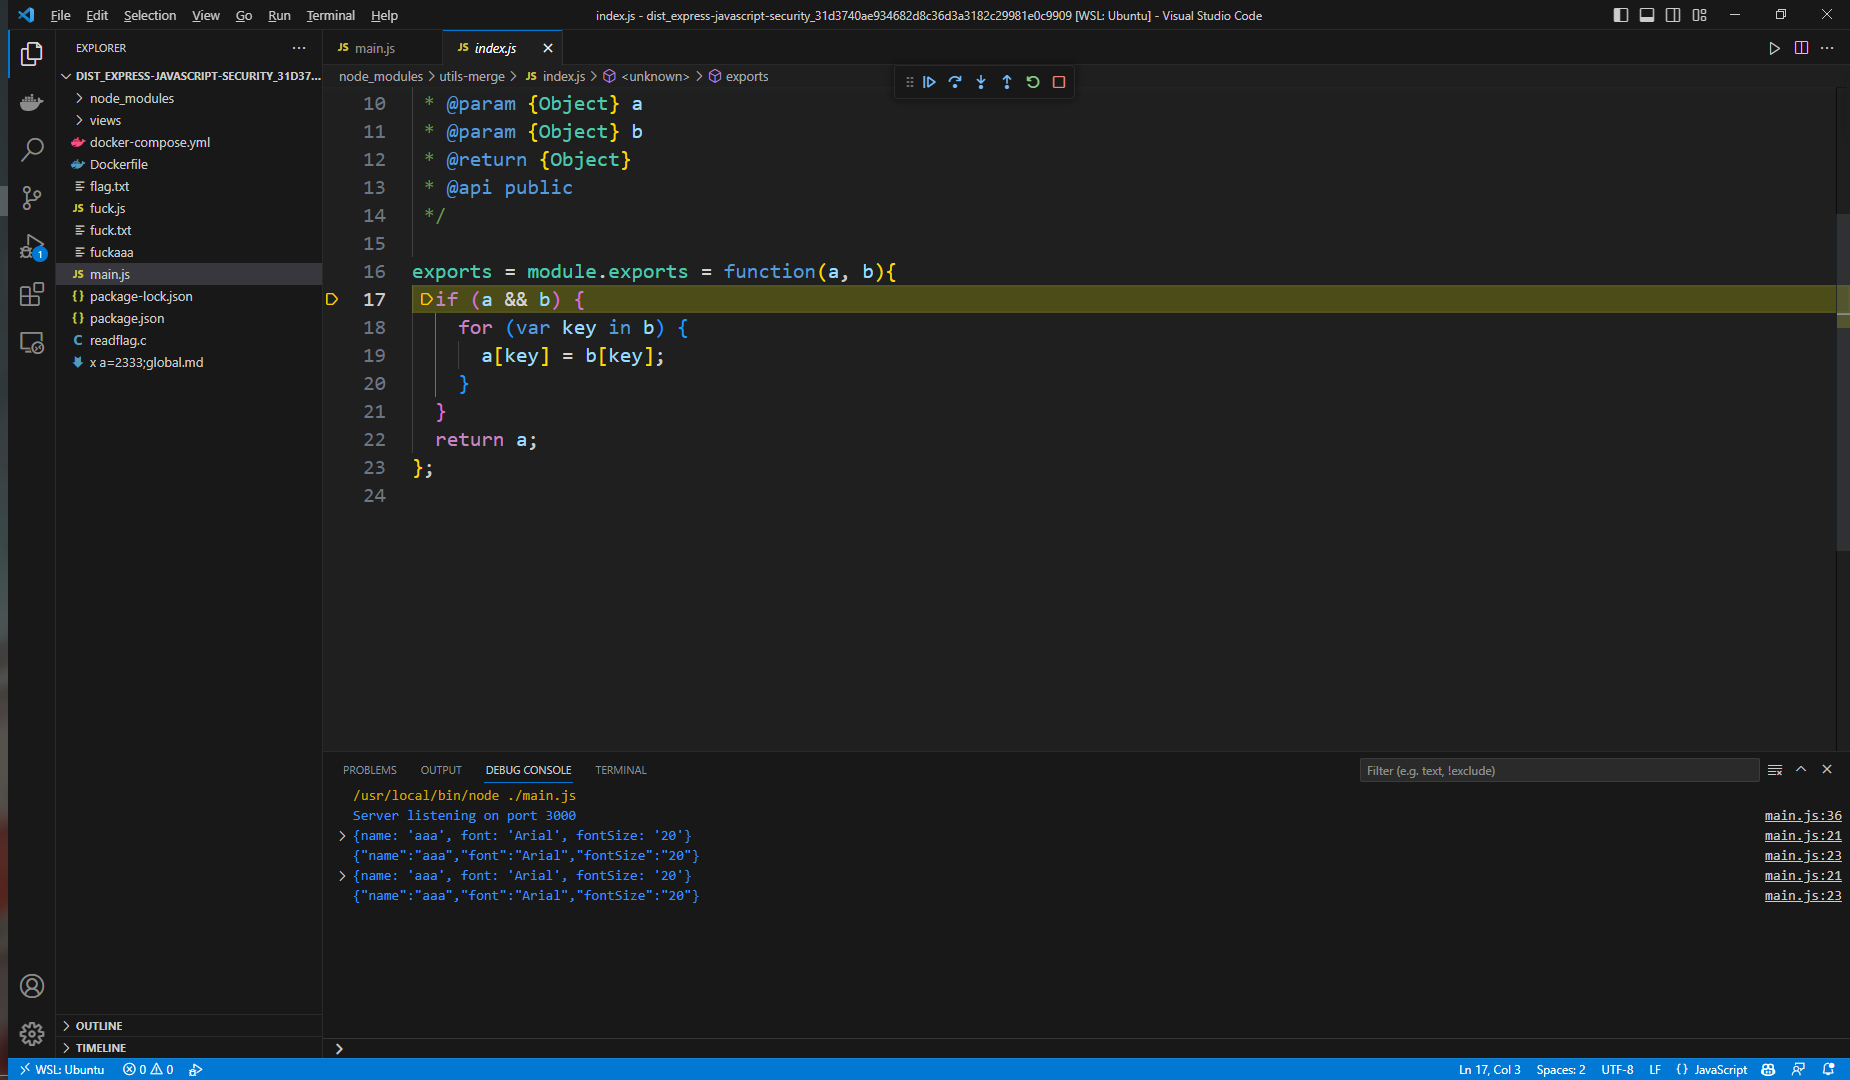 File Edit Selection View Go Run Terminal Help
index.js - dist_express-javascript-security_31d3740ae934682d8c36d3a3182c29981e0c9909 [WSL: Ubuntu] - Visual Studio Code
EXPLORER
DIST_EXPRESS-JAVASCRIPT-SECURITY_31D37...
node_modules
views
docker-compose.yml
Dockerfile
flag.txt
JS fuck.js
fuck.txt
fuckaaa
JS main.js
{} package-lock.json
{} package.json
C readflag.c
x a=2333;global.md
OUTLINE
TIMELINE
JS main.js
JS index.js
node_modules > utils-merge > JS index.js > <unknown> > exports
10 * @param {Object} a
11 * @param {Object} b
12 * @return {Object}
13 * @api public
14 */
15
16 exports = module.exports = function(a, b){
17 if (a && b) {
18 for (var key in b) {
19 a[key] = b[key];
20 }
21 }
22 return a;
23 };
24
PROBLEMS OUTPUT DEBUG CONSOLE TERMINAL
Filter (e.g. text, !exclude)
/usr/local/bin/node ./main.js
Server listening on port 3000 main.js:36
{name: 'aaa', font: 'Arial', fontSize: '20'} main.js:21
{"name":"aaa","font":"Arial","fontSize":"20"} main.js:23
{name: 'aaa', font: 'Arial', fontSize: '20'} main.js:21
{"name":"aaa","font":"Arial","fontSize":"20"} main.js:23
1
WSL: Ubuntu 0 0 Ln 17, Col 3 Spaces: 2 UTF-8 LF {} JavaScript